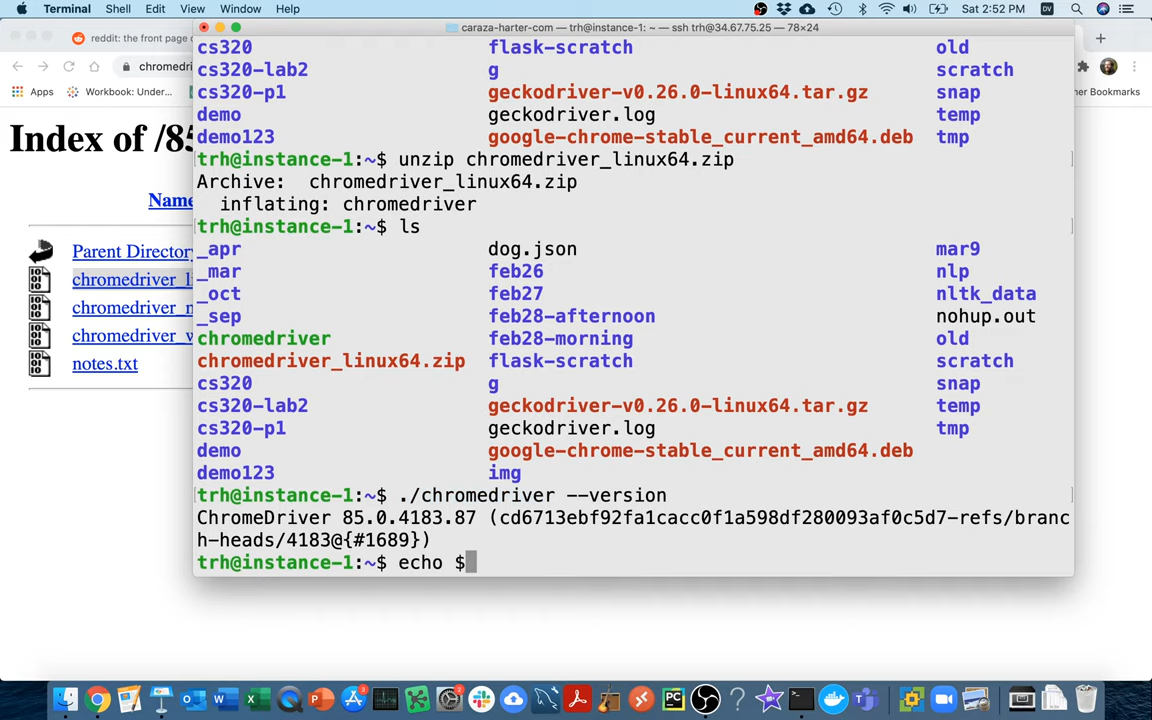 Terminal Shell Edit View Window Help Sat 2:52 PM
caraza-harter-com — trh@instance-1: ~ — ssh trh@34.67.75.25 — 78×24
reddit: the front page o
chromedri
Apps Workbook: Under... her Bookmarks
Index of /85
Name
Parent Directory
chromedriver_l
chromedriver_n
chromedriver_w
notes.txt
cs320 flask-scratch old
cs320-lab2 g scratch
cs320-p1 geckodriver-v0.26.0-linux64.tar.gz snap
demo geckodriver.log temp
demo123 google-chrome-stable_current_amd64.deb tmp
trh@instance-1:~$ unzip chromedriver_linux64.zip
Archive: chromedriver_linux64.zip
inflating: chromedriver
trh@instance-1:~$ ls
_apr dog.json mar9
_mar feb26 nlp
_oct feb27 nltk_data
_sep feb28-afternoon nohup.out
chromedriver feb28-morning old
chromedriver_linux64.zip flask-scratch scratch
cs320 g snap
cs320-lab2 geckodriver-v0.26.0-linux64.tar.gz temp
cs320-p1 geckodriver.log tmp
demo google-chrome-stable_current_amd64.deb
demo123 img
trh@instance-1:~$ ./chromedriver --version
ChromeDriver 85.0.4183.87 (cd6713ebf92fa1cacc0f1a598df280093af0c5d7-refs/branc
h-heads/4183@{#1689})
trh@instance-1:~$ echo $